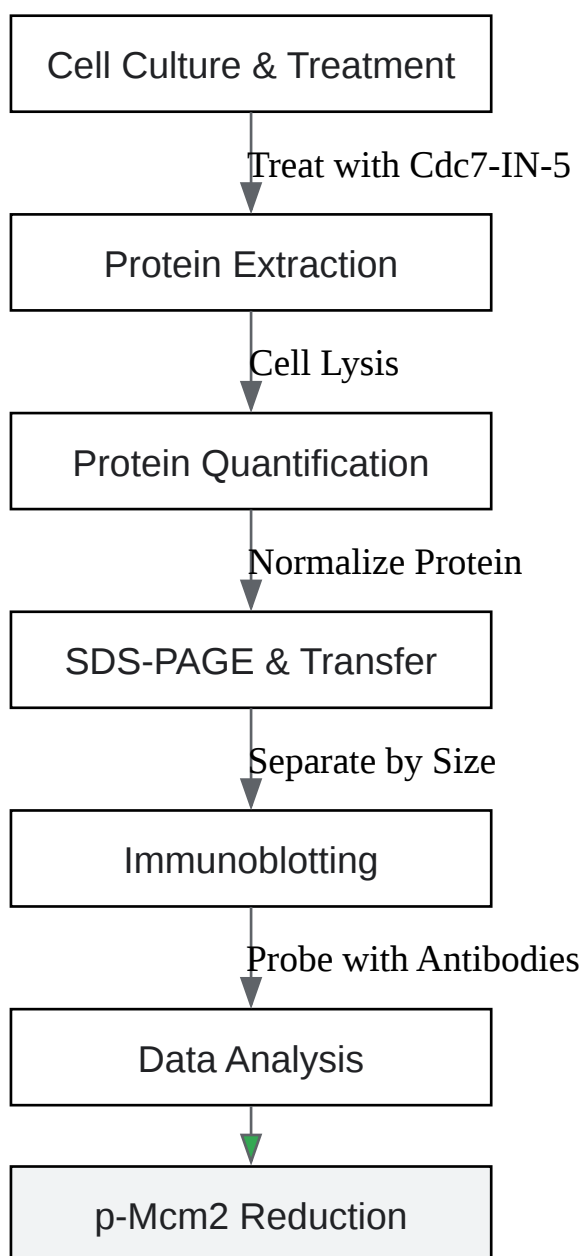 Cell Culture & Treatment
Treat with Cdc7-IN-5
Protein Extraction
Cell Lysis
Protein Quantification
Normalize Protein
SDS-PAGE & Transfer
Separate by Size
Immunoblotting
Probe with Antibodies
Data Analysis
p-Mcm2 Reduction